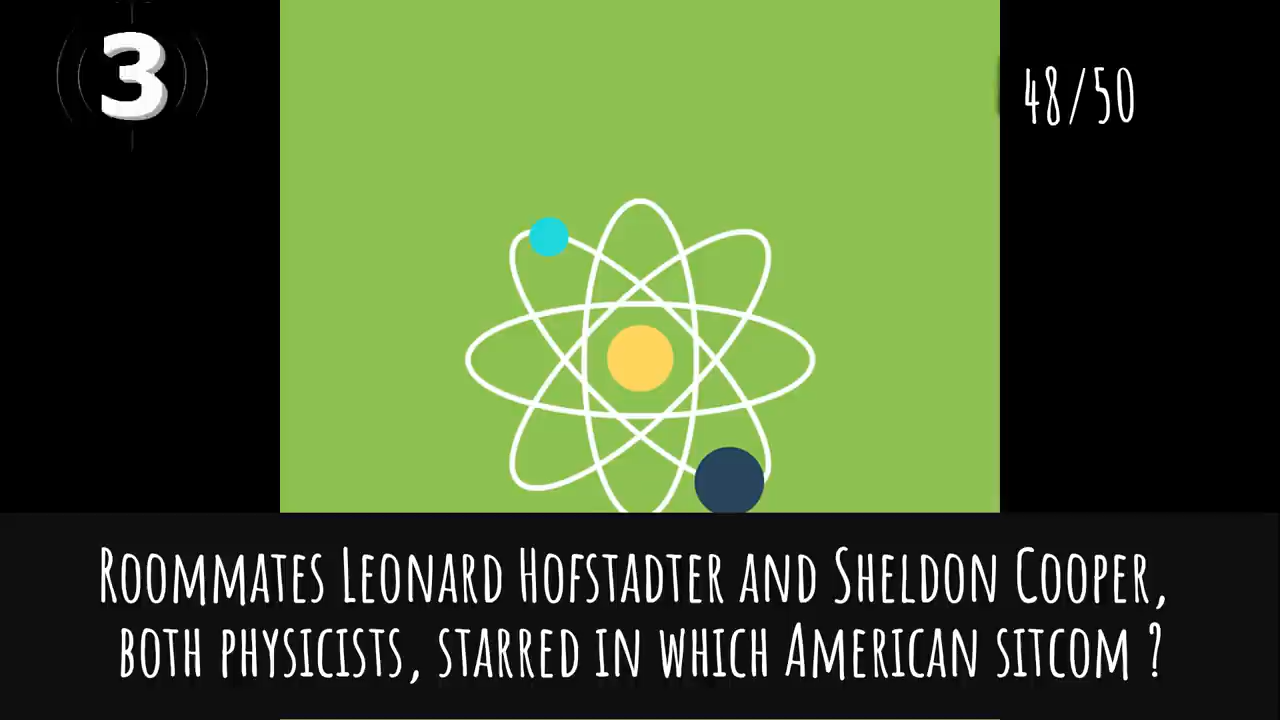 3
48/50
Roommates Leonard Hofstadter and Sheldon Cooper,
both physicists, starred in which American sitcom ?